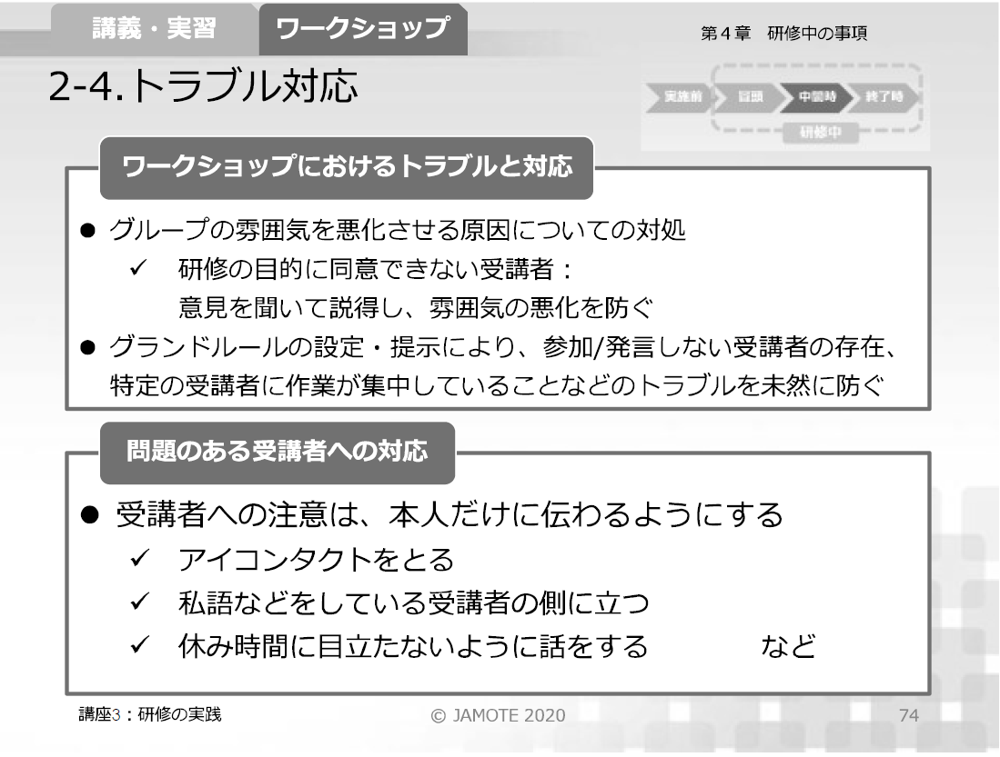 講義・実習
ワークショップ
第４章　研修中の事項
2-4.トラブル対応
実施前
冒頭
中間時
終了時
研修中
ワークショップにおけるトラブルと対応
● グループの雰囲気を悪化させる原因についての対処
✓ 研修の目的に同意できない受講者：
意見を聞いて説得し、雰囲気の悪化を防ぐ
● グランドルールの設定・提示により、参加/発言しない受講者の存在、
特定の受講者に作業が集中していることなどのトラブルを未然に防ぐ
問題のある受講者への対応
● 受講者への注意は、本人だけに伝わるようにする
✓ アイコンタクトをとる
✓ 私語などをしている受講者の側に立つ
✓ 休み時間に目立たないように話をする　　　など
講座3：研修の実践
© JAMOTE 2020
74